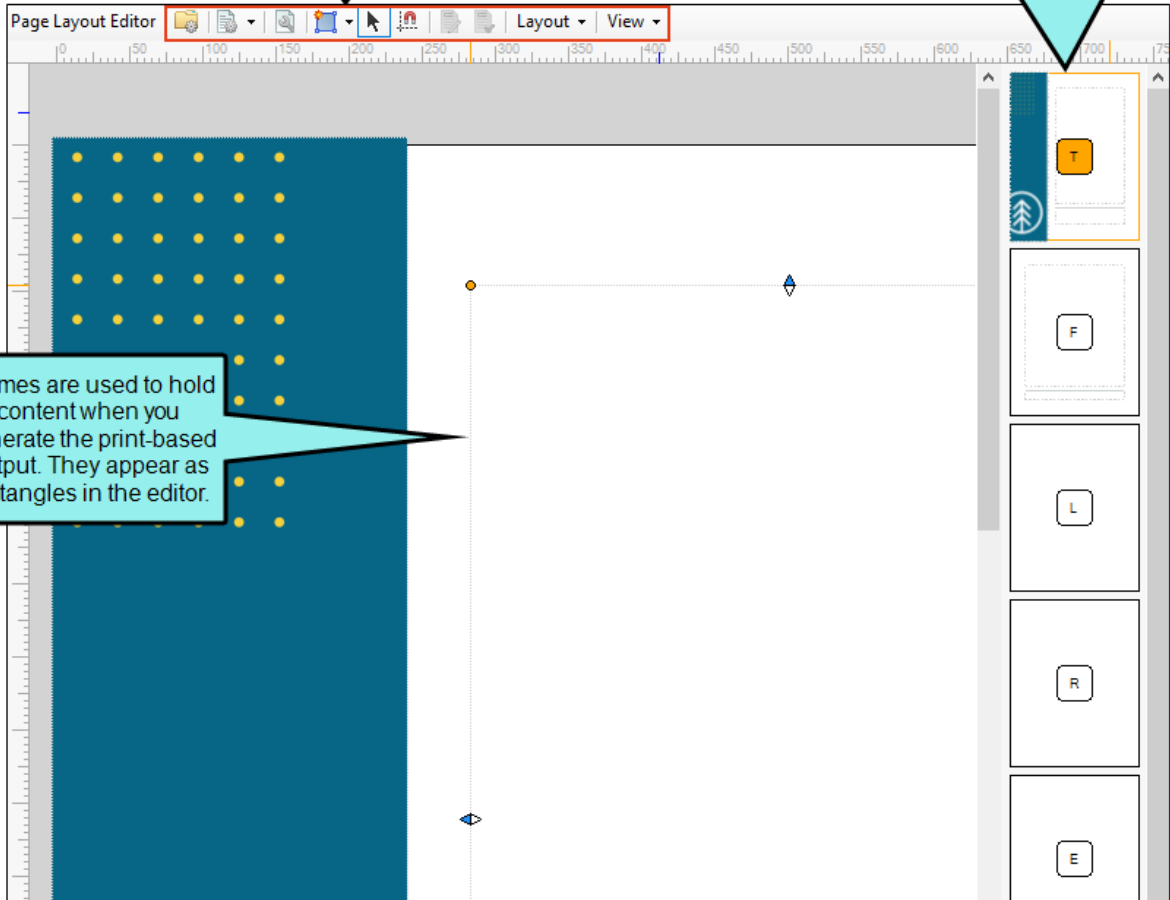 Page Layout Editor Layout View
0 50 100 150 200 250 300 350 400 450 500 550 600 650 700
T
F
mes are used to hold
content when you
erate the print-based
tput. They appear as
tangles in the editor.
L
R
E